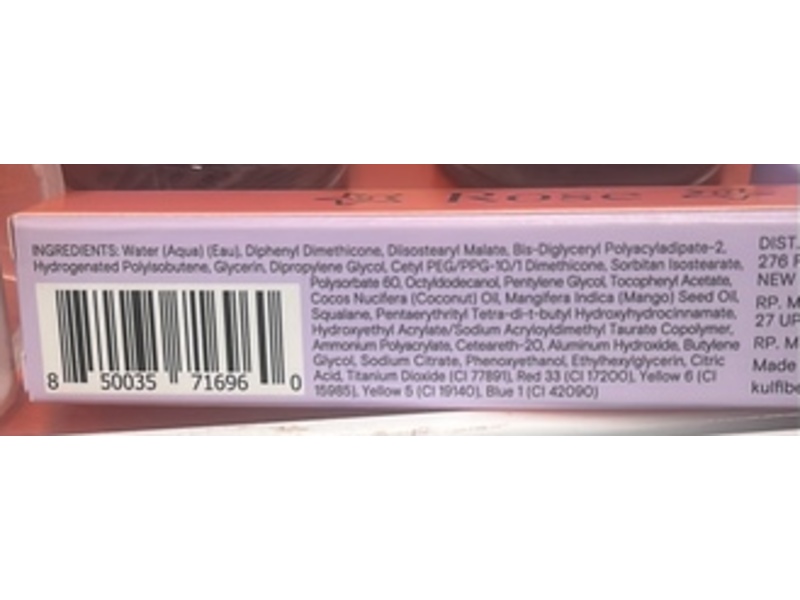 Rose
INGREDIENTS: Water (Aqua) (Eau), Diphenyl Dimethicone, Diisostearyl Malate, Bis-Diglyceryl Polyacyladipate-2,
Hydrogenated Polyisobutene, Glycerin, Dipropylene Glycol, Cetyl PEG/PPG-10/1 Dimethicone, Sorbitan Isostearate,
Polysorbate 60, Octyldodecanol, Pentylene Glycol, Tocopheryl Acetate,
Cocos Nucifera (Coconut) Oil, Mangifera Indica (Mango) Seed Oil,
Squalane, Pentaerythrityl Tetra-di-t-butyl Hydroxyhydrocinnamate,
Hydroxyethyl Acrylate/Sodium Acryloyldimethyl Taurate Copolymer,
Ammonium Polyacrylate, Ceteareth-20, Aluminum Hydroxide, Butylene
Glycol, Sodium Citrate, Phenoxyethanol, Ethylhexylglycerin, Citric
Acid, Titanium Dioxide (CI 77891), Red 33 (CI 17200), Yellow 6 (CI
15985), Yellow 5 (CI 19140), Blue 1 (CI 42090)
8 50035 71696 0
DIST.
276 F
NEW
RP. M
27 UP
RP. M
Made
kulfibe